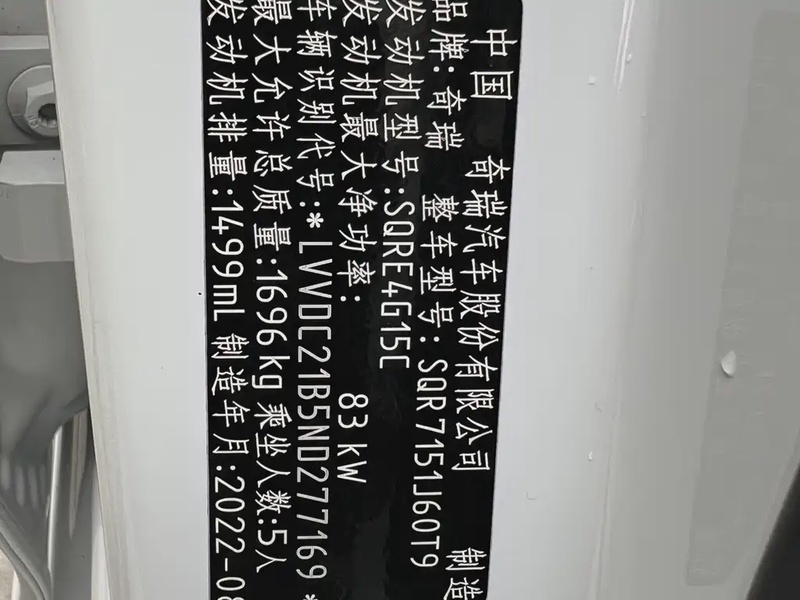 中国 奇瑞汽车股份有限公司 制造
品牌:奇瑞 整车型号:SQR7151J60T9
发动机型号:SQRE4G15C
发动机最大净功率: 83kW
车辆识别代号:*LVVDC21B5ND277169*
最大允许总质量:1696kg 乘坐人数:5人
发动机排量:1499mL 制造年月:2022-08